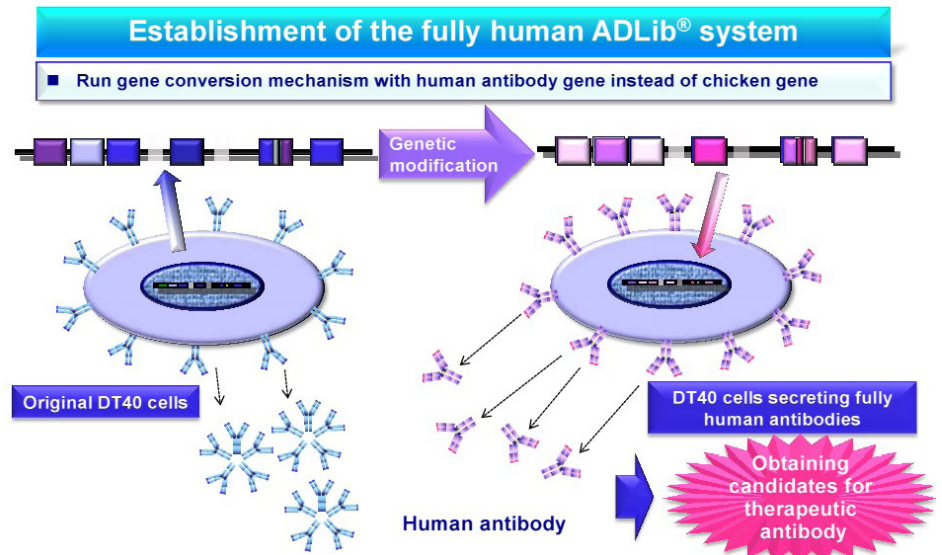 Establishment of the fully human ADLib® system
■ Run gene conversion mechanism with human antibody gene instead of chicken gene
Genetic
modification
Original DT40 cells
DT40 cells secreting fully
human antibodies
Human antibody
Obtaining
candidates for
therapeutic
antibody